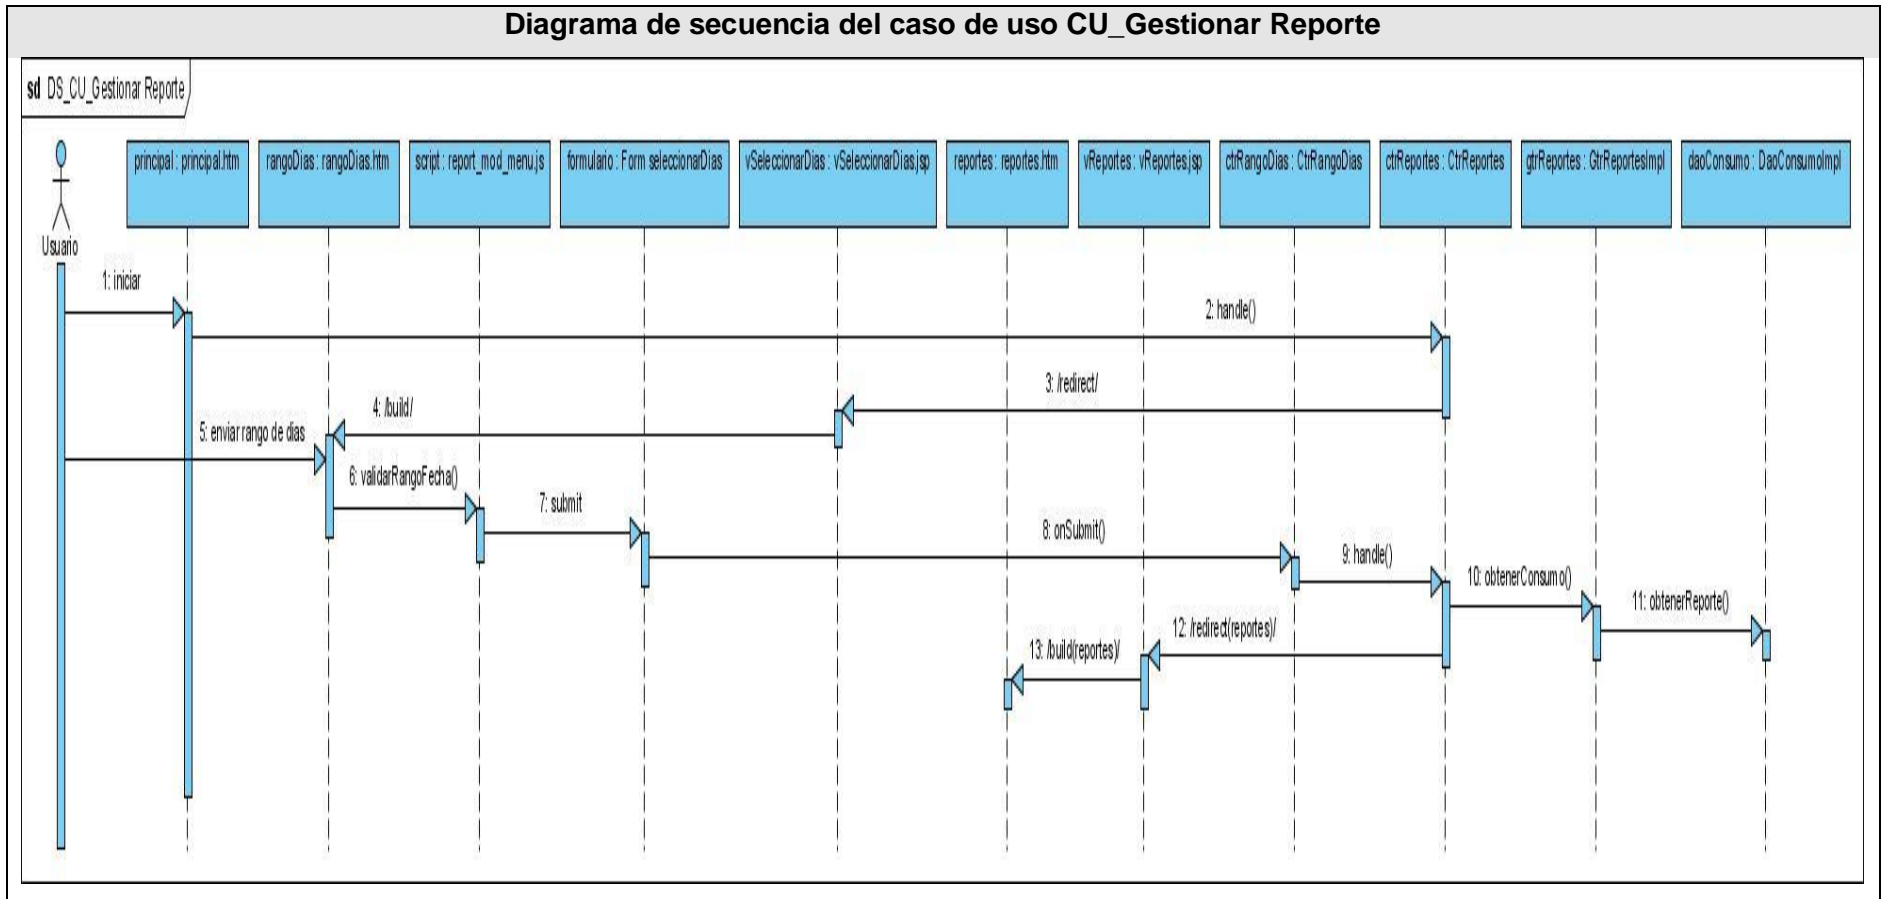 Diagrama de secuencia del caso de uso CU_Gestionar Reporte
sd DS_CU_Gestionar Reporte
principal : principal.htm
rangoDias : rangoDias.htm
script : report_mod_menu.js
formulario : Form seleccionarDias
vSeleccionarDias : vSeleccionarDias.jsp
reportes : reportes.htm
vReportes : vReportes.jsp
ctrRangoDias : CtrRangoDias
ctrReportes : CtrReportes
gtrReportes : GtrReportesImpl
daoConsumo : DaoConsumoImpl
Usuario
1: iniciar
2: handle()
3: /redirect/
4: /build/
5: enviar rango de dias
6: validarRangoFecha()
7: submit
8: onSubmit()
9: handle()
10: obtenerConsumo()
11: obtenerReporte()
12: /redirect(reportes)/
13: /build(reportes)/